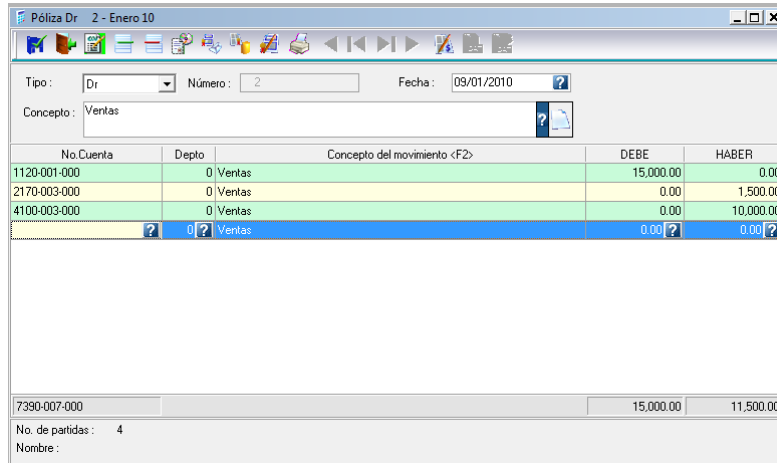 Póliza Dr 2 - Enero 10
Tipo : Dr Número : 2 Fecha : 09/01/2010 ?
Concepto : Ventas ?
No.Cuenta Depto Concepto del movimiento <F2> DEBE HABER
1120-001-000 0 Ventas 15,000.00 0.00
2170-003-000 0 Ventas 0.00 1,500.00
4100-003-000 0 Ventas 0.00 10,000.00
? 0 ? Ventas 0.00 ? 0.00 ?
7390-007-000 15,000.00 11,500.00
No. de partidas : 4
Nombre :